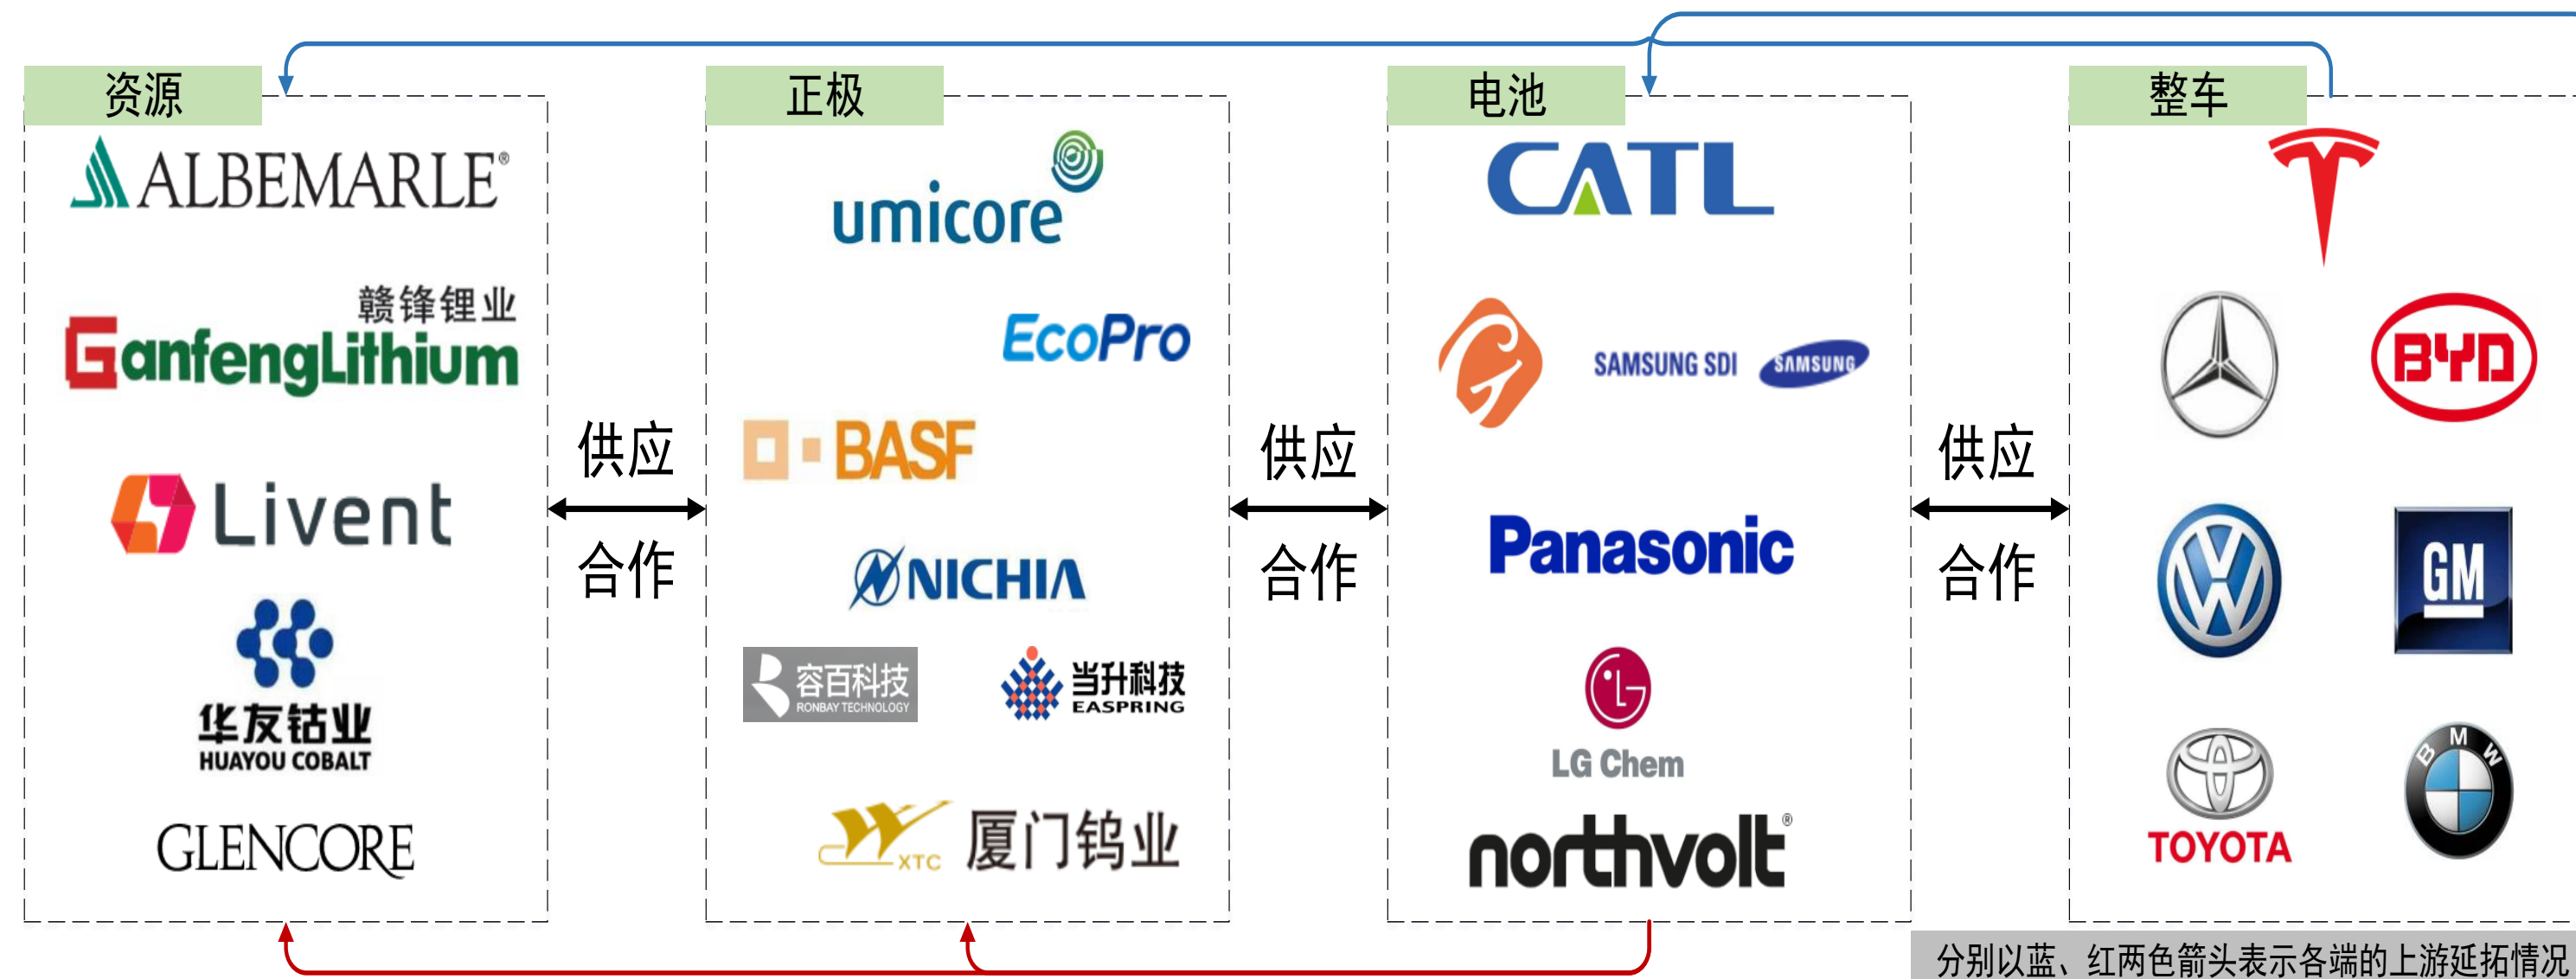 资源
ALBEMARLE®
赣锋锂业
GanfengLithium
Livent
华友钴业
HUAYOU COBALT
GLENCORE
供应
合作
正极
umicore
EcoPro
BASF
NICHIA
容百科技
RONBAY TECHNOLOGY
当升科技
EASPRING
XTC
厦门钨业
供应
合作
电池
CATL
SAMSUNG SDI
SAMSUNG
Panasonic
LG
LG Chem
northvolt®
供应
合作
整车
BYD
GM
TOYOTA
BMW
分别以蓝、红两色箭头表示各端的上游延拓情况